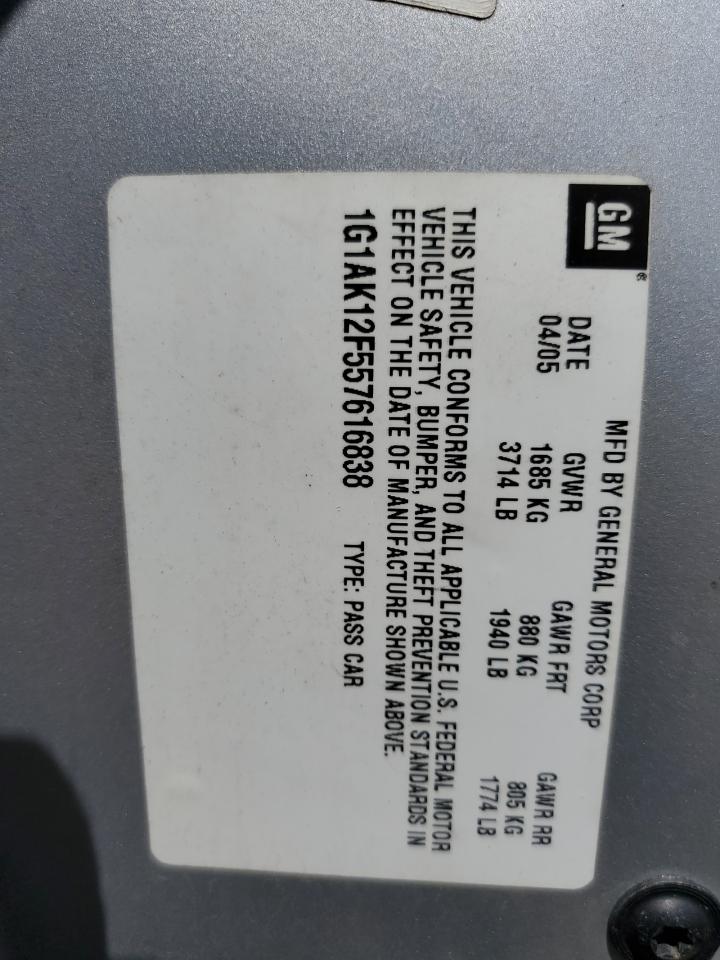 GM
MFD BY GENERAL MOTORS CORP
DATE GVWR GAWR FRT GAWR RR
04/05 1685 KG 880 KG 805 KG
3714 LB 1940 LB 1774 LB
THIS VEHICLE CONFORMS TO ALL APPLICABLE U.S. FEDERAL MOTOR
VEHICLE SAFETY, BUMPER, AND THEFT PREVENTION STANDARDS IN
EFFECT ON THE DATE OF MANUFACTURE SHOWN ABOVE.
1G1AK12F557616838 TYPE: PASS CAR